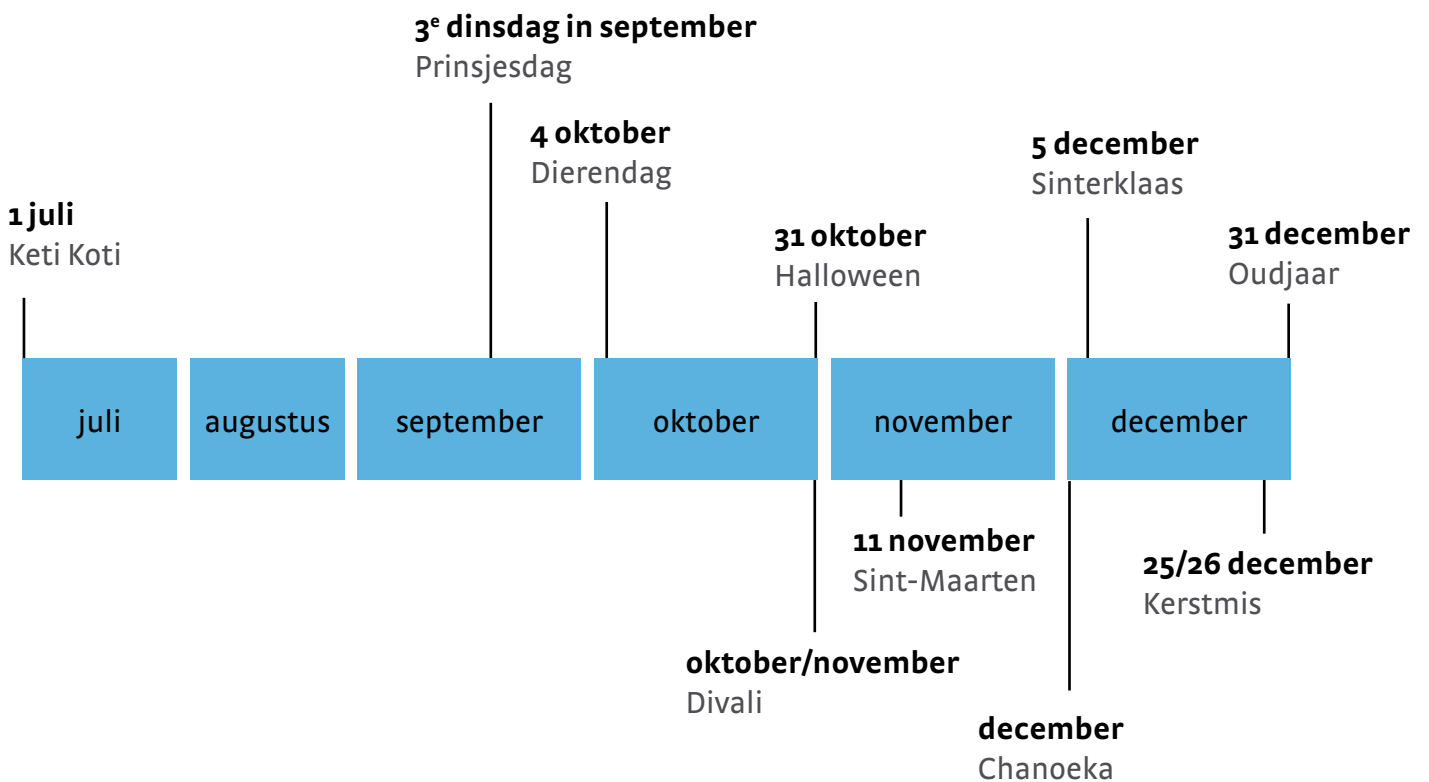 3e dinsdag in september
Prinsjesdag
4 oktober
Dierendag
5 december
Sinterklaas
1 juli
Keti Koti
31 oktober
Halloween
31 december
Oudjaar
juli
augustus
september
oktober
november
december
11 november
Sint-Maarten
25/26 december
Kerstmis
oktober/november
Divali
december
Chanoeka